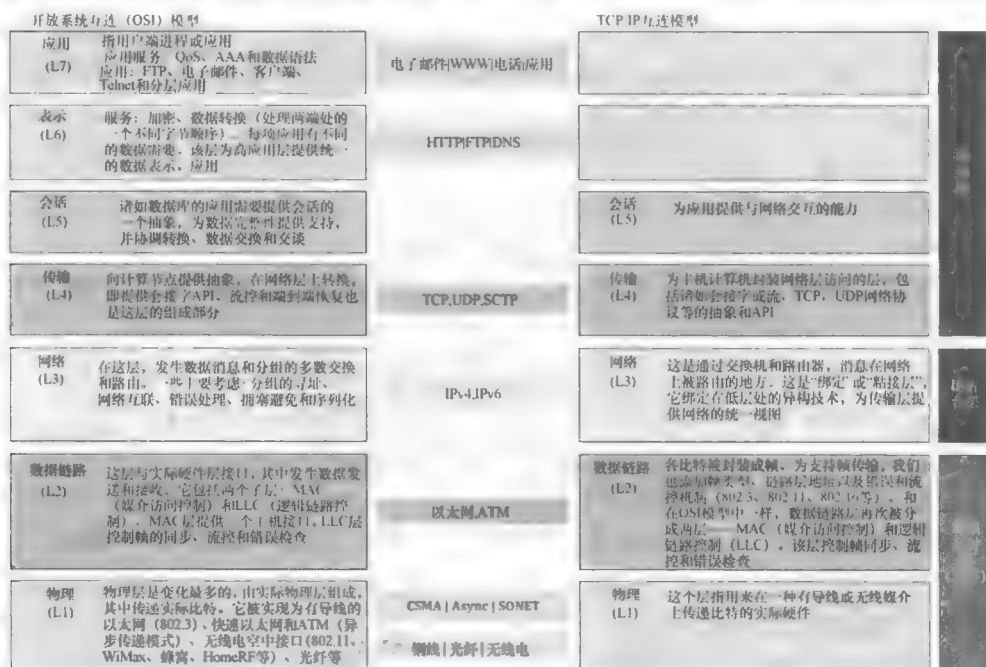 开放系统互连（OSI）模型
TCP/IP互连模型
应用
(L7)
指用户端进程或应用
应用服务 QoS、AAA和数据语法
应用：FTP、电子邮件、客户端、
Telnet和分层应用
电子邮件|WWW|电话|应用
表示
(L6)
服务：加密、数据转换（处理两端处的
一个不同字节顺序）。每项应用有不同
的数据需要，该层为高应用层提供统一
的数据表示。应用
HTTP|FTP|DNS
会话
(L5)
诸如数据库的应用需要提供会话的
一个抽象，为数据完整性提供支持，
并协调转换、数据交换和交谈
会话
(L5)
为应用提供与网络交互的能力
传输
(L4)
向计算节点提供抽象，在网络层上转换，
即提供套接字API、流控和端到端恢复也
是这层的组成部分
TCP,UDP,SCTP
传输
(L4)
为主机计算机封装网络层访问的层，包
括诸如套接字或流、TCP、UDP网络协
议等的抽象和API
网络
(L3)
在这层，发生数据消息和分组的多数交换
和路由。一些主要考虑·分组的寻址、
网络互联、错误处理、拥塞避免和序列化
IPv4,IPv6
网络
(L3)
这是通过交换机和路由器，消息在网络
上被路由的地方。这是“绑定”或“粘接层”，
它绑定在低层处的异构技术，为传输层提
供网络的统一视图
数据链路
(L2)
这层与实际硬件层接口，其中发生数据发
送和接收。它包括两个子层：MAC
（媒介访问控制）和LLC（逻辑链路控
制）。MAC层提供一个主机接口。LLC层
控制帧的同步、流控和错误检查
以太网,ATM
数据链路
(L2)
各比特被封装成帧。为支持帧传输，我们
也添加帧类型、链路层地址以及错误和流
控机制（802.3、802.11、802.16等）。和
在OSI模型中一样，数据链路层再次被分
成两层——MAC（媒介访问控制）和逻辑
链路控制（LLC）。该层控制帧同步、流
控和错误检查
物理
(L1)
物理层是变化最多的，由实际物理层组成，
其中传递实际比特。它被实现为有导线的
以太网（802.3）、快速以太网和ATM（异
步传递模式）、无线电空中接口(802.11、
WiMax、蜂窝、HomeRF等）、光纤等
CSMA | Async | SONET
铜线|光纤|无线电
物理
(L1)
这个层指用来在一种有导线或无线媒介
上传递比特的实际硬件